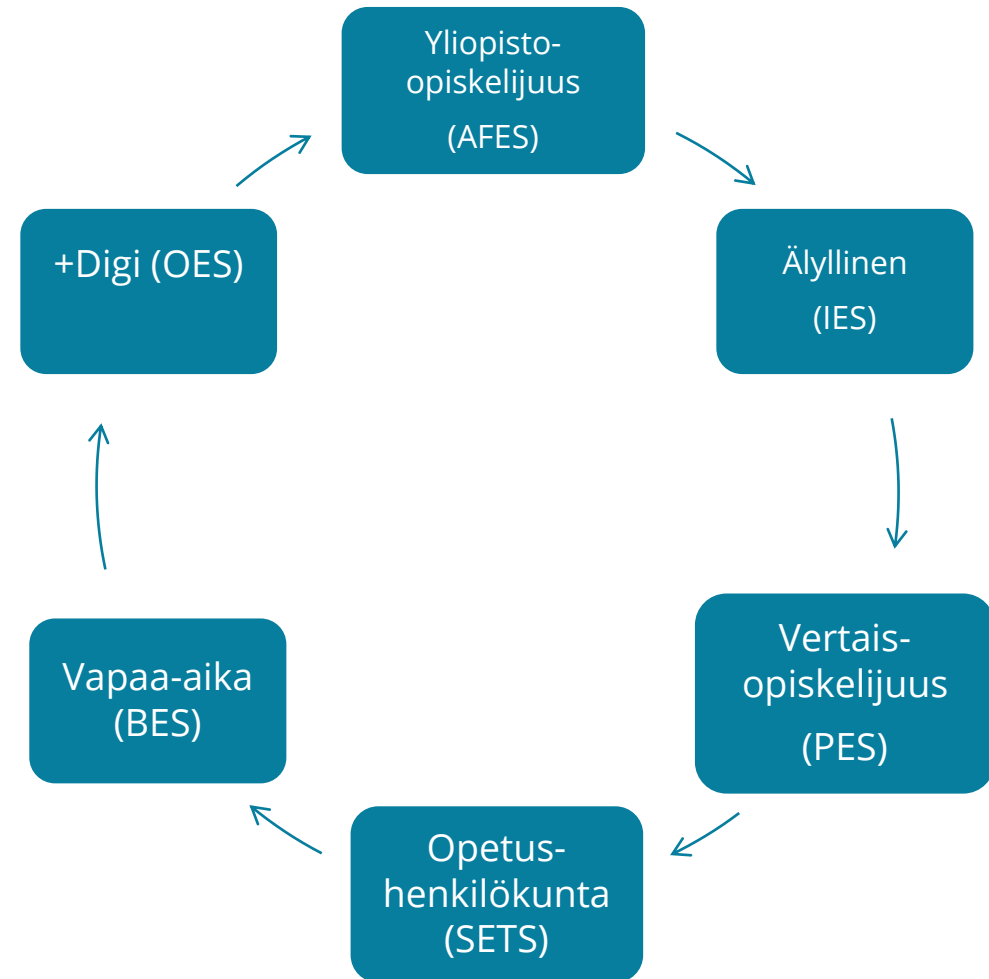 Yliopisto-
opiskelijuus
(AFES)
Älyllinen
(IES)
Vertais-
opiskelijuus
(PES)
Opetus-
henkilökunta
(SETS)
Vapaa-aika
(BES)
+Digi (OES)